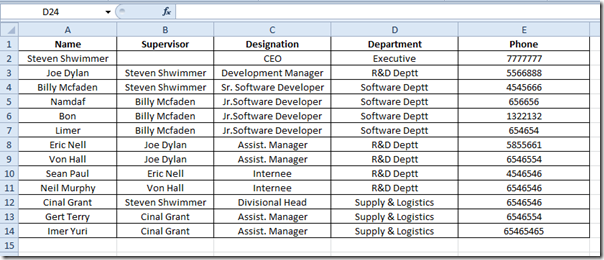 D24 fx
A B C D E
1 Name Supervisor Designation Department Phone
2 Steven Shwimmer CEO Executive 7777777
3 Joe Dylan Steven Shwimmer Development Manager R&D Deptt 5566888
4 Billy Mcfaden Steven Shwimmer Sr. Software Developer Software Deptt 4545666
5 Namdaf Billy Mcfaden Jr.Software Developer Software Deptt 656656
6 Bon Billy Mcfaden Jr.Software Developer Software Deptt 1322132
7 Limer Billy Mcfaden Jr.Software Developer Software Deptt 654654
8 Eric Nell Joe Dylan Assist. Manager R&D Deptt 5855661
9 Von Hall Joe Dylan Assist. Manager R&D Deptt 6546554
10 Sean Paul Eric Nell Internee R&D Deptt 4546546
11 Neil Murphy Von Hall Internee R&D Deptt 6546546
12 Cinal Grant Steven Shwimmer Divisional Head Supply & Logistics 6546546
13 Gert Terry Cinal Grant Assist. Manager Supply & Logistics 6546554
14 Imer Yuri Cinal Grant Assist. Manager Supply & Logistics 65465465
15